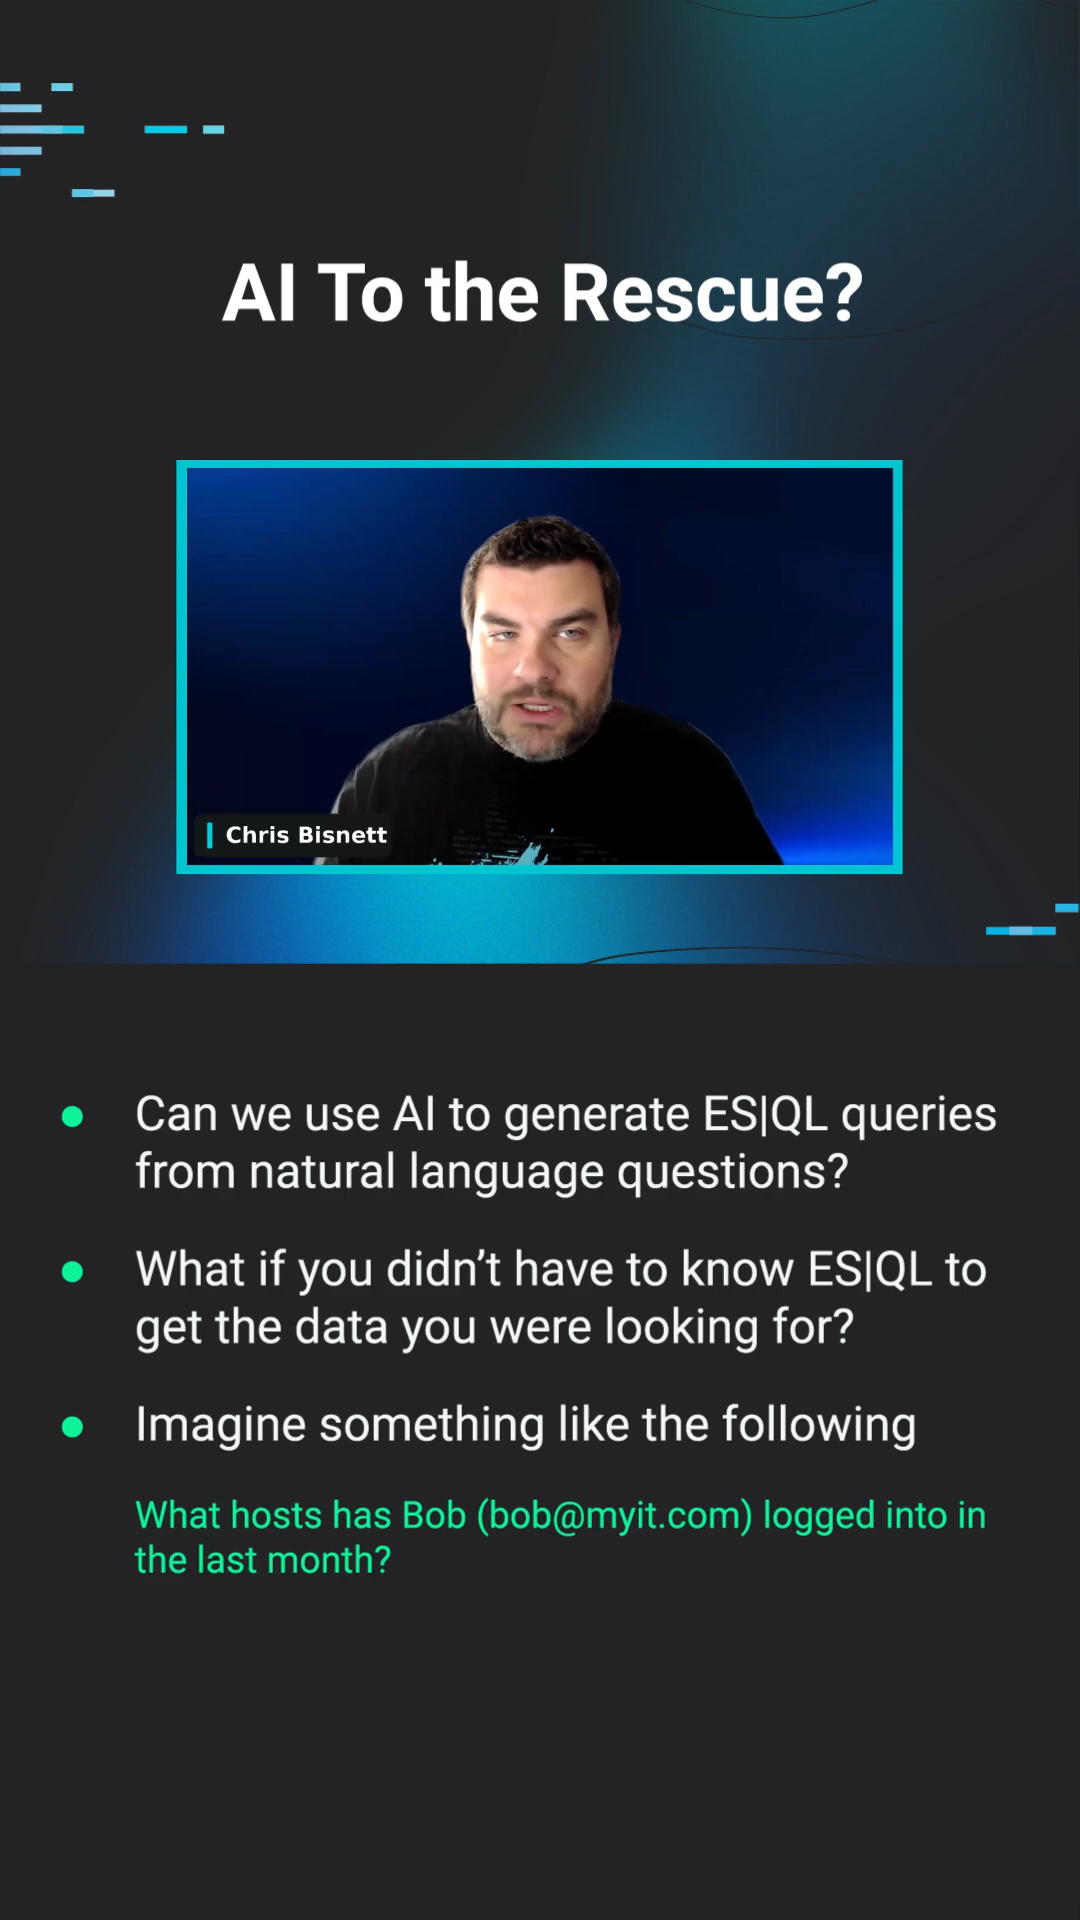 AI To the Rescue?
Chris Bisnett
Can we use AI to generate ES|QL queries
from natural language questions?
What if you didn’t have to know ES|QL to
get the data you were looking for?
Imagine something like the following
What hosts has Bob (bob@myit.com) logged into in
the last month?